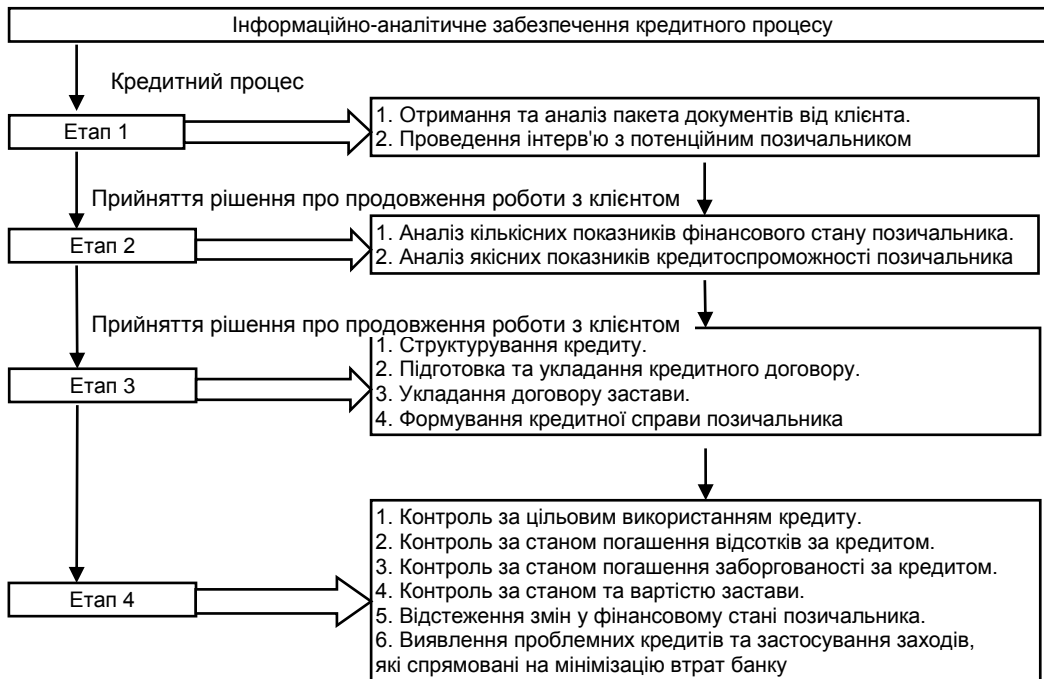 Інформаційно-аналітичне забезпечення кредитного процесу
Кредитний процес
Етап 1
1. Отримання та аналіз пакета документів від клієнта.
2. Проведення інтерв'ю з потенційним позичальником
Прийняття рішення про продовження роботи з клієнтом
Етап 2
1. Аналіз кількісних показників фінансового стану позичальника.
2. Аналіз якісних показників кредитоспроможності позичальника
Прийняття рішення про продовження роботи з клієнтом
Етап 3
1. Структурування кредиту.
2. Підготовка та укладання кредитного договору.
3. Укладання договору застави.
4. Формування кредитної справи позичальника
Етап 4
1. Контроль за цільовим використанням кредиту.
2. Контроль за станом погашення відсотків за кредитом.
3. Контроль за станом погашення заборгованості за кредитом.
4. Контроль за станом та вартістю застави.
5. Відстеження змін у фінансовому стані позичальника.
6. Виявлення проблемних кредитів та застосування заходів,
які спрямовані на мінімізацію втрат банку